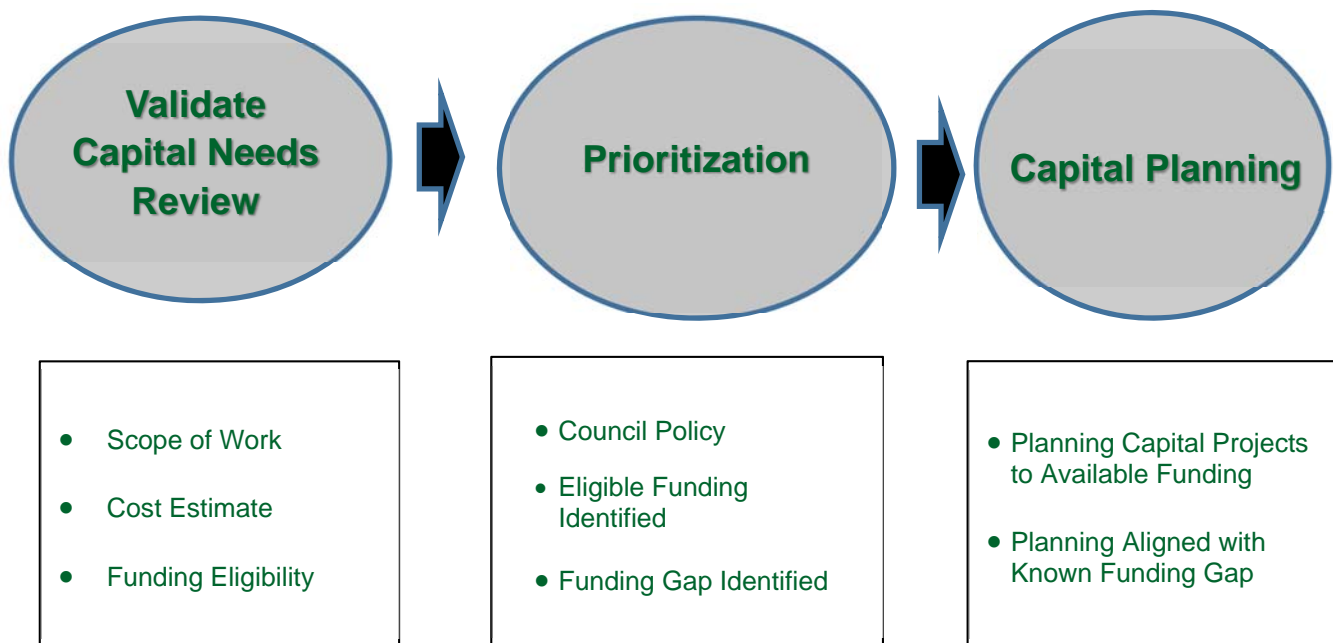 Validate
Capital Needs
Review
Prioritization
Capital Planning
• Scope of Work
• Cost Estimate
• Funding Eligibility
• Council Policy
• Eligible Funding
Identified
• Funding Gap Identified
• Planning Capital Projects
to Available Funding
• Planning Aligned with
Known Funding Gap